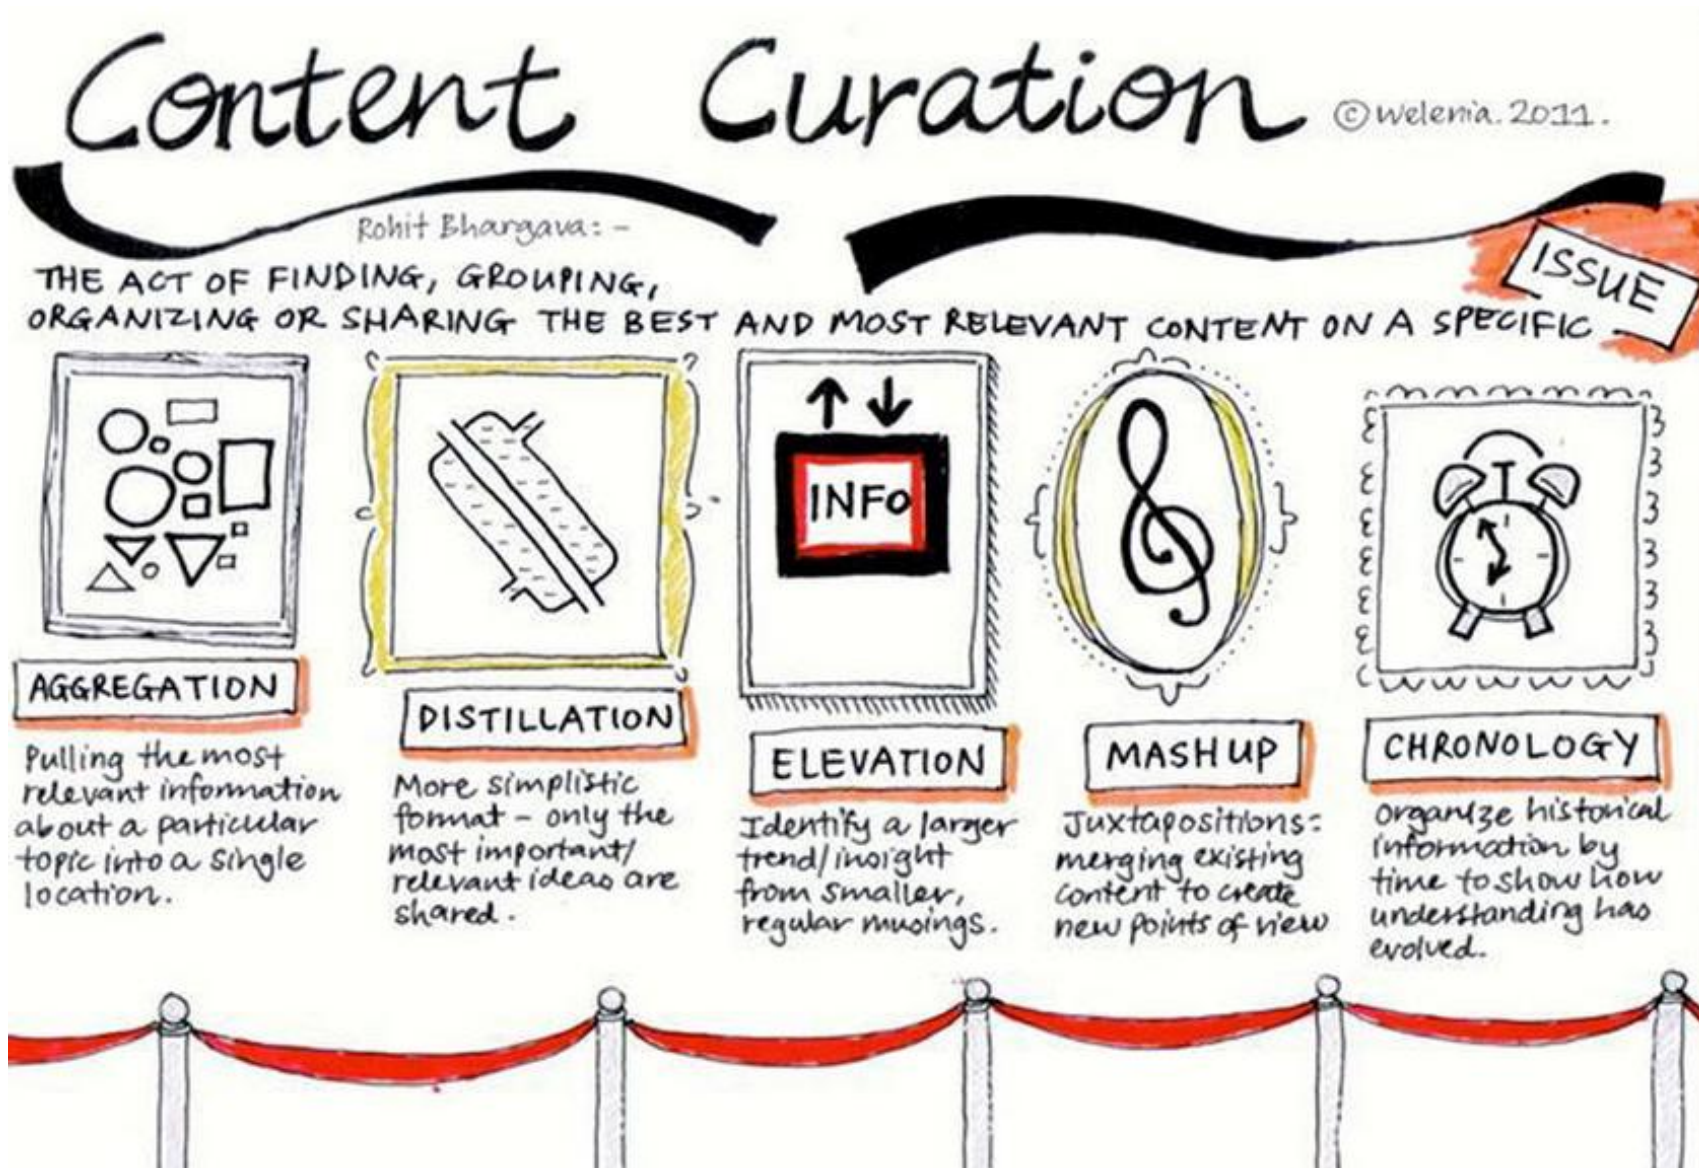 Content Curation © Welenia. 2011.
Rohit Bhargava: -
THE ACT OF FINDING, GROUPING,
ORGANIZING OR SHARING THE BEST AND MOST RELEVANT CONTENT ON A SPECIFIC
ISSUE
INFO
AGGREGATION
Pulling the most
relevant information
about a particular
topic into a single
location.
DISTILLATION
More simplistic
format - only the
most important/
relevant ideas are
shared.
ELEVATION
Identify a larger
trend/insight
from smaller,
regular musings.
MASHUP
Juxtapositions:
merging existing
content to create
new points of view
CHRONOLOGY
organize historical
information by
time to show how
understanding has
evolved.